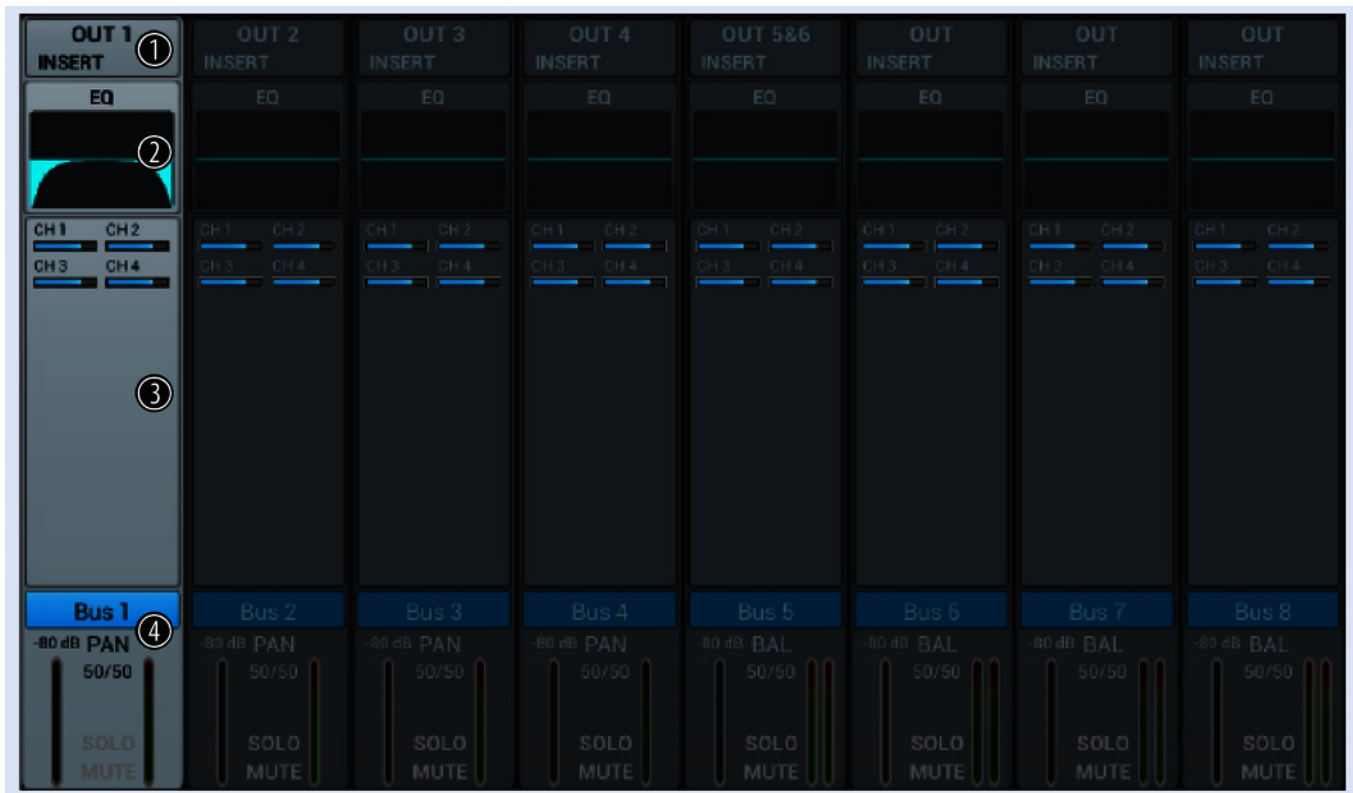 OUT 1 ① OUT 2 OUT 3 OUT 4 OUT 5&6 OUT OUT OUT
INSERT INSERT INSERT INSERT INSERT INSERT INSERT INSERT
EQ EQ EQ EQ EQ EQ EQ EQ
②
CH 1 CH 2 CH 1 CH 2 CH 1 CH 2 CH 1 CH 2 CH 1 CH 2 CH 1 CH 2 CH 1 CH 2 CH 1 CH 2
CH 3 CH 4 CH 3 CH 4 CH 3 CH 4 CH 3 CH 4 CH 3 CH 4 CH 3 CH 4 CH 3 CH 4 CH 3 CH 4
③
Bus 1 Bus 2 Bus 3 Bus 4 Bus 5 Bus 6 Bus 7 Bus 8
④
-80 dB PAN -80 dB PAN -80 dB PAN -80 dB PAN -80 dB BAL -80 dB BAL -80 dB BAL -80 dB BAL
50/50 50/50 50/50 50/50 50/50 50/50 50/50 50/50
SOLO SOLO SOLO SOLO SOLO SOLO SOLO SOLO
MUTE MUTE MUTE MUTE MUTE MUTE MUTE MUTE